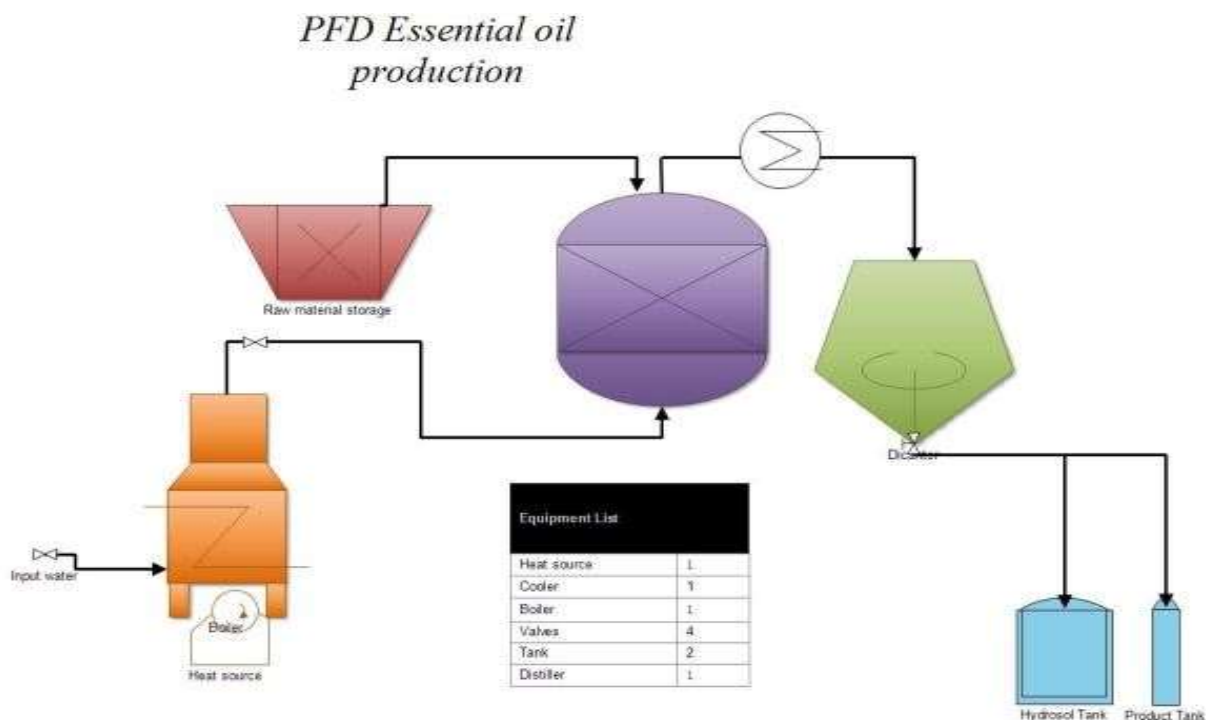 PFD Essential oil
production
Raw material storage
Input water
Boiler
Heat source
Equipment List
Heat source 1
Cooler 1
Boiler 1
Valves 4
Tank 2
Distiller 1
Hydrosol Tank
Product Tank